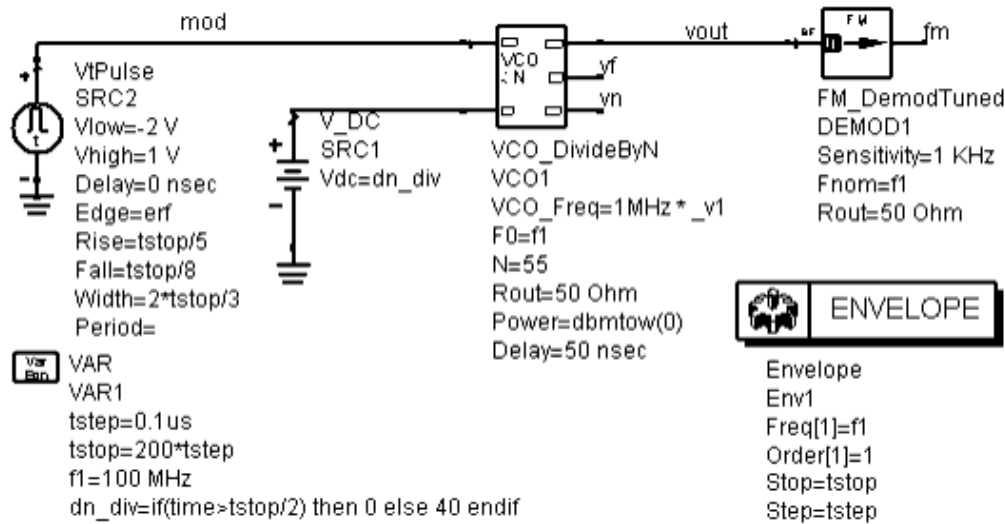 mod
vout
RF
FM
fm
VCO
÷N
vf
vn
VtPulse
SRC2
Vlow=-2 V
Vhigh=1 V
Delay=0 nsec
Edge=erf
Rise=tstop/5
Fall=tstop/8
Width=2*tstop/3
Period=
t
V_DC
SRC1
Vdc=dn_div
VCO_DivideByN
VCO1
VCO_Freq=1MHz * _v1
F0=f1
N=55
Rout=50 Ohm
Power=dbmtow(0)
Delay=50 nsec
FM_DemodTuned
DEMOD1
Sensitivity=1 KHz
Fnom=f1
Rout=50 Ohm
ENVELOPE
Envelope
Env1
Freq[1]=f1
Order[1]=1
Stop=tstop
Step=tstep
Var
Eqn
VAR
VAR1
tstep=0.1us
tstop=200*tstep
f1=100 MHz
dn_div=if(time>tstop/2) then 0 else 40 endif